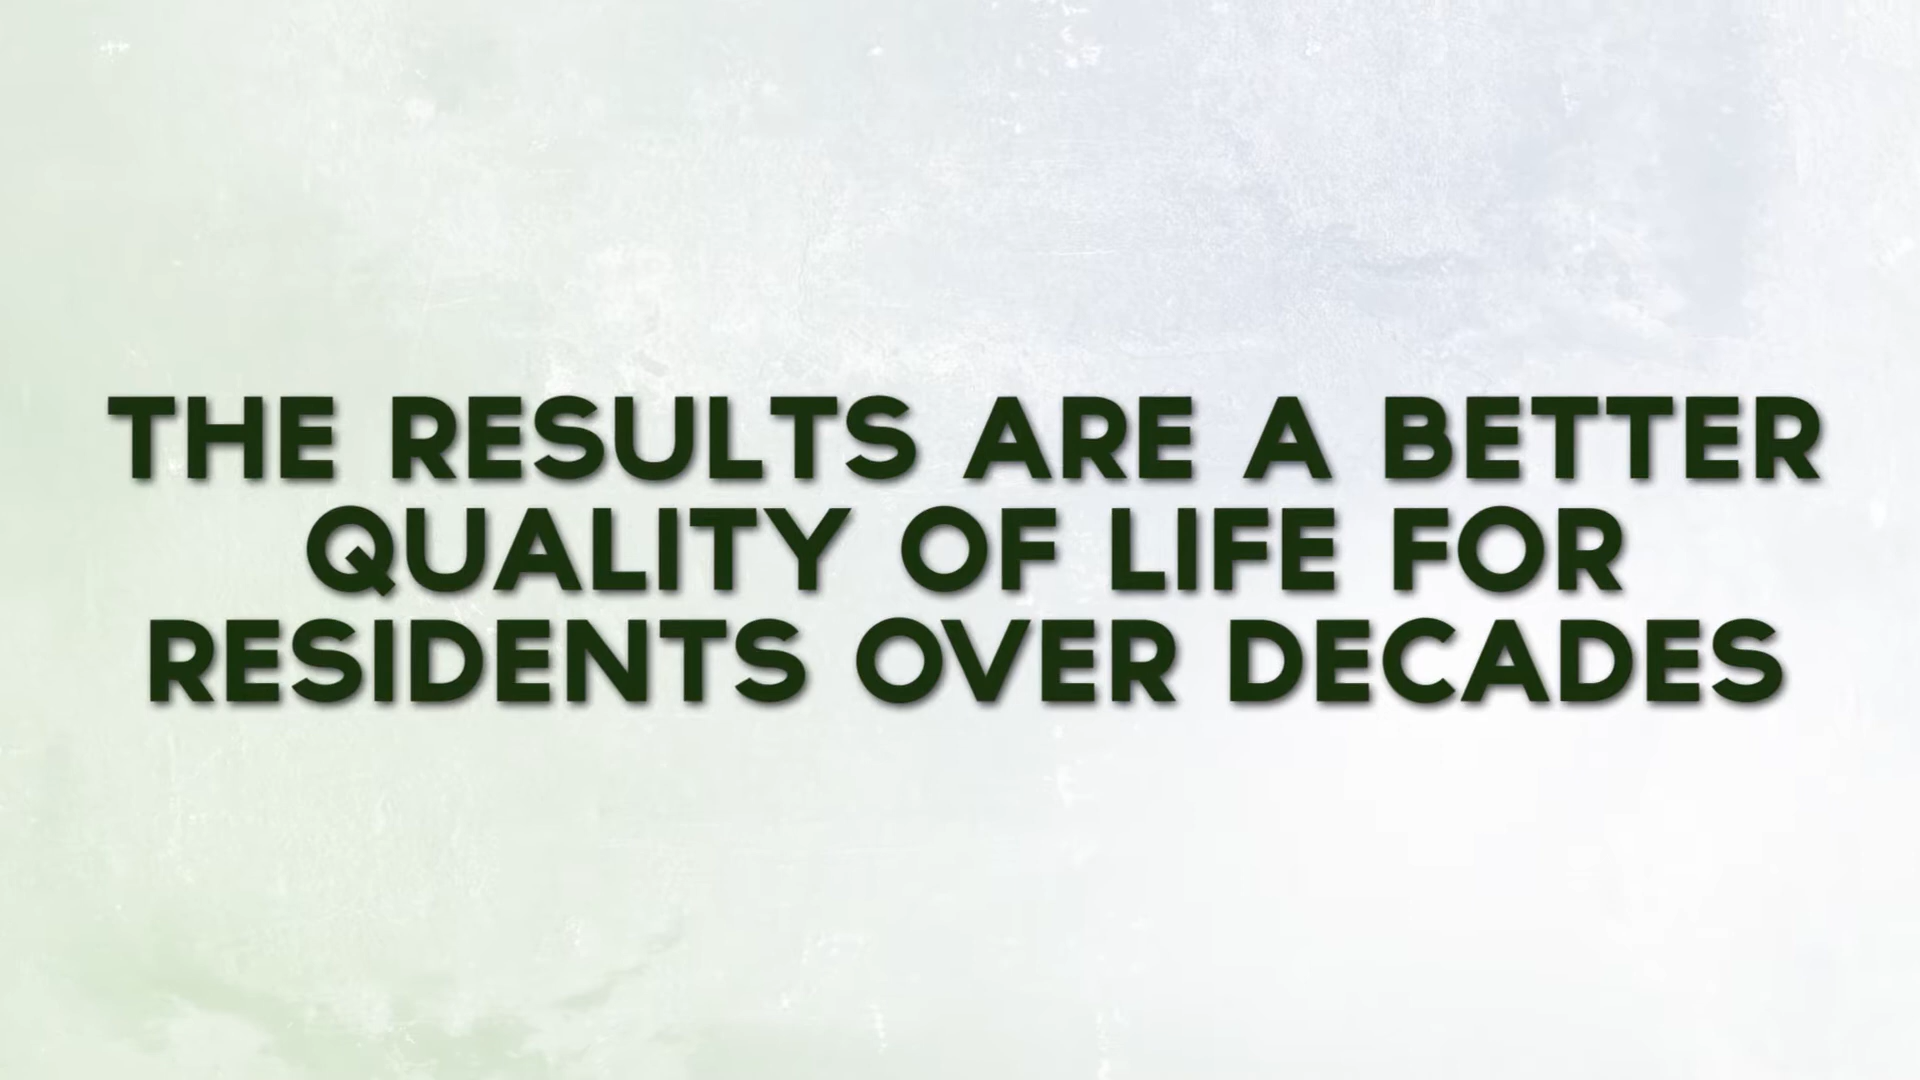 THE RESULTS ARE A BETTER
QUALITY OF LIFE FOR
RESIDENTS OVER DECADES